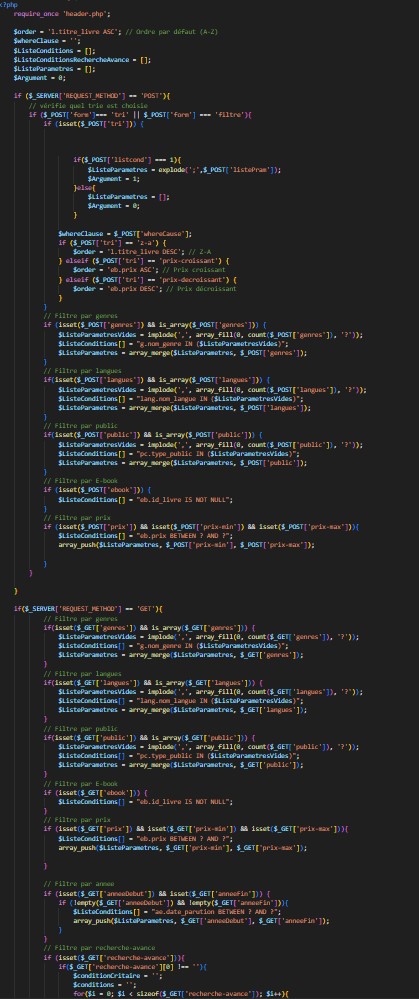 <?php
require_once 'header.php';
$order = 'l.titre_livre ASC'; // Ordre par défaut (A-Z)
$whereClause = '';
$ListeConditions = [];
$ListeConditionsRechercheAvance = [];
$ListeParametres = [];
$Argument = 0;
if ($_SERVER['REQUEST_METHOD'] == 'POST'){
// vérifie quel trie est choisie
if ($_POST['form']=== 'tri' || $_POST['form'] === 'filtre'){
if (isset($_POST['tri'])) {
if($_POST['listcond'] === 1){
$ListeParametres = explode(';',$_POST['listePram']);
$Argument = 1;
}else{
$ListeParametres = [];
$Argument = 0;
}
$whereClause = $_POST['whereCause'];
if ($_POST['tri'] == 'z-a') {
$order = 'l.titre_livre DESC'; // Z-A
} elseif ($_POST['tri'] == 'prix-croissant') {
$order = 'eb.prix ASC'; // Prix croissant
} elseif ($_POST['tri'] == 'prix-decroissant') {
$order = 'eb.prix DESC'; // Prix décroissant
}
}
// Filtre par genres
if (isset($_POST['genres']) && is_array($_POST['genres'])) {
$ListeParametresVides = implode(',', array_fill(0, count($_POST['genres']), '?'));
$ListeConditions[] = "g.nom_genre IN ($ListeParametresVides)";
$ListeParametres = array_merge($ListeParametres, $_POST['genres']);
}
// Filtre par langues
if(isset($_POST['langues']) && is_array($_POST['langues'])) {
$ListeParametresVides = implode(',', array_fill(0, count($_POST['langues']), '?'));
$ListeConditions[] = "lang.nom_langue IN ($ListeParametresVides)";
$ListeParametres = array_merge($ListeParametres, $_POST['langues']);
}
// Filtre par public
if(isset($_POST['public']) && is_array($_POST['public'])) {
$ListeParametresVides = implode(',', array_fill(0, count($_POST['public']), '?'));
$ListeConditions[] = "pc.type_public IN ($ListeParametresVides)";
$ListeParametres = array_merge($ListeParametres, $_POST['public']);
}
// Filtre par E-book
if (isset($_POST['ebook'])) {
$ListeConditions[] = "eb.id_livre IS NOT NULL";
}
// Filtre par prix
if (isset($_POST['prix']) && isset($_POST['prix-min']) && isset($_POST['prix-max'])){
$ListeConditions[] = "eb.prix BETWEEN ? AND ?";
array_push($ListeParametres, $_POST['prix-min'], $_POST['prix-max']);
}
}
}
if($_SERVER['REQUEST_METHOD'] == 'GET'){
// Filtre par genres
if(isset($_GET['genres']) && is_array($_GET['genres'])) {
$ListeParametresVides = implode(',', array_fill(0, count($_GET['genres']), '?'));
$ListeConditions[] = "g.nom_genre IN ($ListeParametresVides)";
$ListeParametres = array_merge($ListeParametres, $_GET['genres']);
}
// Filtre par langues
if(isset($_GET['langues']) && is_array($_GET['langues'])) {
$ListeParametresVides = implode(',', array_fill(0, count($_GET['langues']), '?'));
$ListeConditions[] = "lang.nom_langue IN ($ListeParametresVides)";
$ListeParametres = array_merge($ListeParametres, $_GET['langues']);
}
// Filtre par public
if(isset($_GET['public']) && is_array($_GET['public'])) {
$ListeParametresVides = implode(',', array_fill(0, count($_GET['public']), '?'));
$ListeConditions[] = "pc.type_public IN ($ListeParametresVides)";
$ListeParametres = array_merge($ListeParametres, $_GET['public']);
}
// Filtre par E-book
if (isset($_GET['ebook'])) {
$ListeConditions[] = "eb.id_livre IS NOT NULL";
}
// Filtre par prix
if (isset($_GET['prix']) && isset($_GET['prix-min']) && isset($_GET['prix-max'])){
$ListeConditions[] = "eb.prix BETWEEN ? AND ?";
array_push($ListeParametres, $_GET['prix-min'], $_GET['prix-max']);
}
// Filtre par annee
if (isset($_GET['anneeDebut']) && isset($_GET['anneeFin'])) {
if (!empty($_GET['anneeDebut']) && !empty($_GET['anneeFin'])){
$ListeConditions[] = "ae.date_parution BETWEEN ? AND ?";
array_push($ListeParametres, $_GET['anneeDebut'], $_GET['anneeFin']);
}
}
// Filtre par recherche-avance
if (isset($_GET['recherche-avance'])){
if($_GET['recherche-avance'][0] !== ''){
$conditionCritaire = '';
$conditions = '';
for($i = 0; $i < sizeof($_GET['recherche-avance']); $i++){